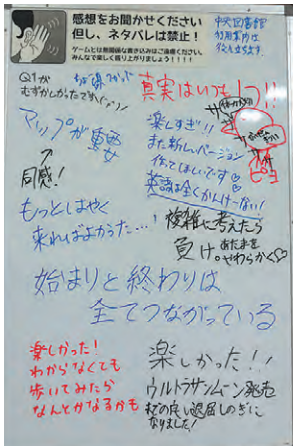 感想をお聞かせください
但し、ネタバレは禁止!
ゲームとは無関係な書き込みはご遠慮ください。
みんなで楽しく盛り上がりましょう!!!!
中央図書館
Q1が
むずかしかったです
真実はいつも1つ!!
マップが
楽しすぎ!!
また新しいバージョン
作ってほしいです♡
英語は全くかんけーない!
同感!
もっとはやく
来ればよかった…!
複雑に考えたら
負け。あたまを
やわらかく♡
始まりと終わりは
全てつながっている
楽しかった!
わからなくても
歩いてみたら
なんとかなるかも
楽しかった!!
ウルトラサンムーン発売
までの良い退屈しのぎに
なりました!